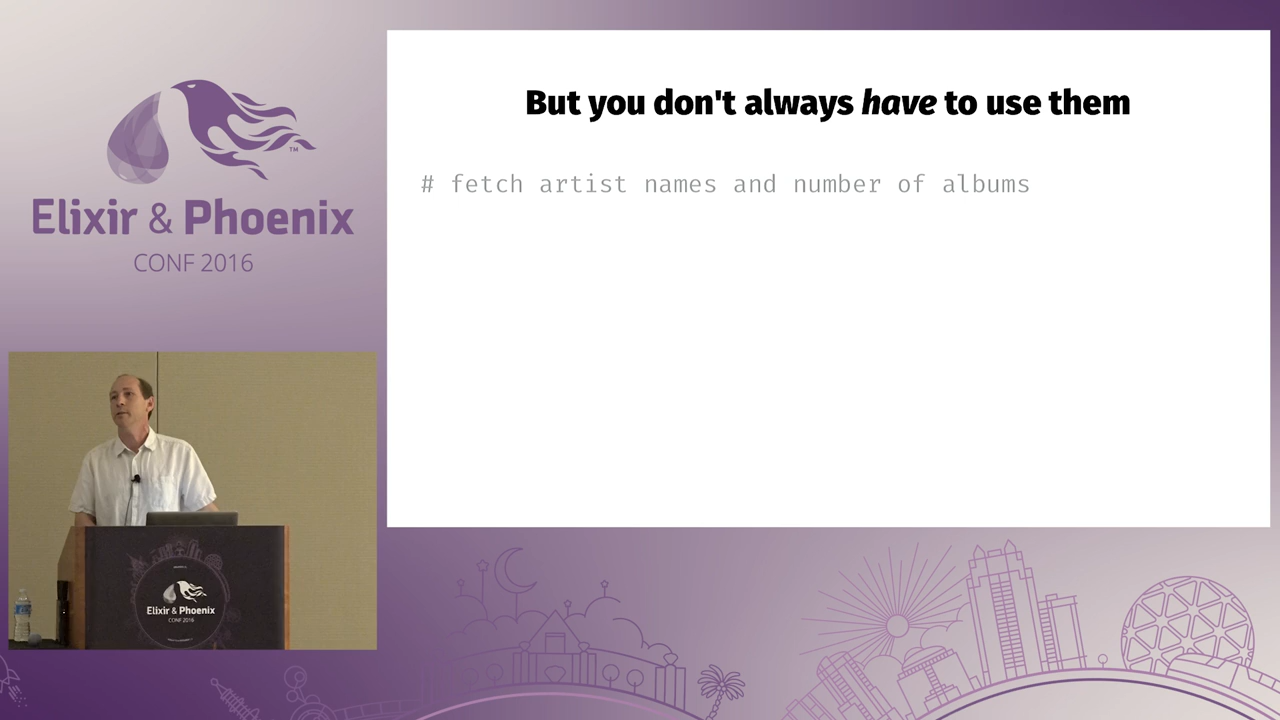 Elixir & Phoenix
TM
CONF 2016
But you don't always have to use them
# fetch artist names and number of albums
Elixir & Phoenix
CONF 2016